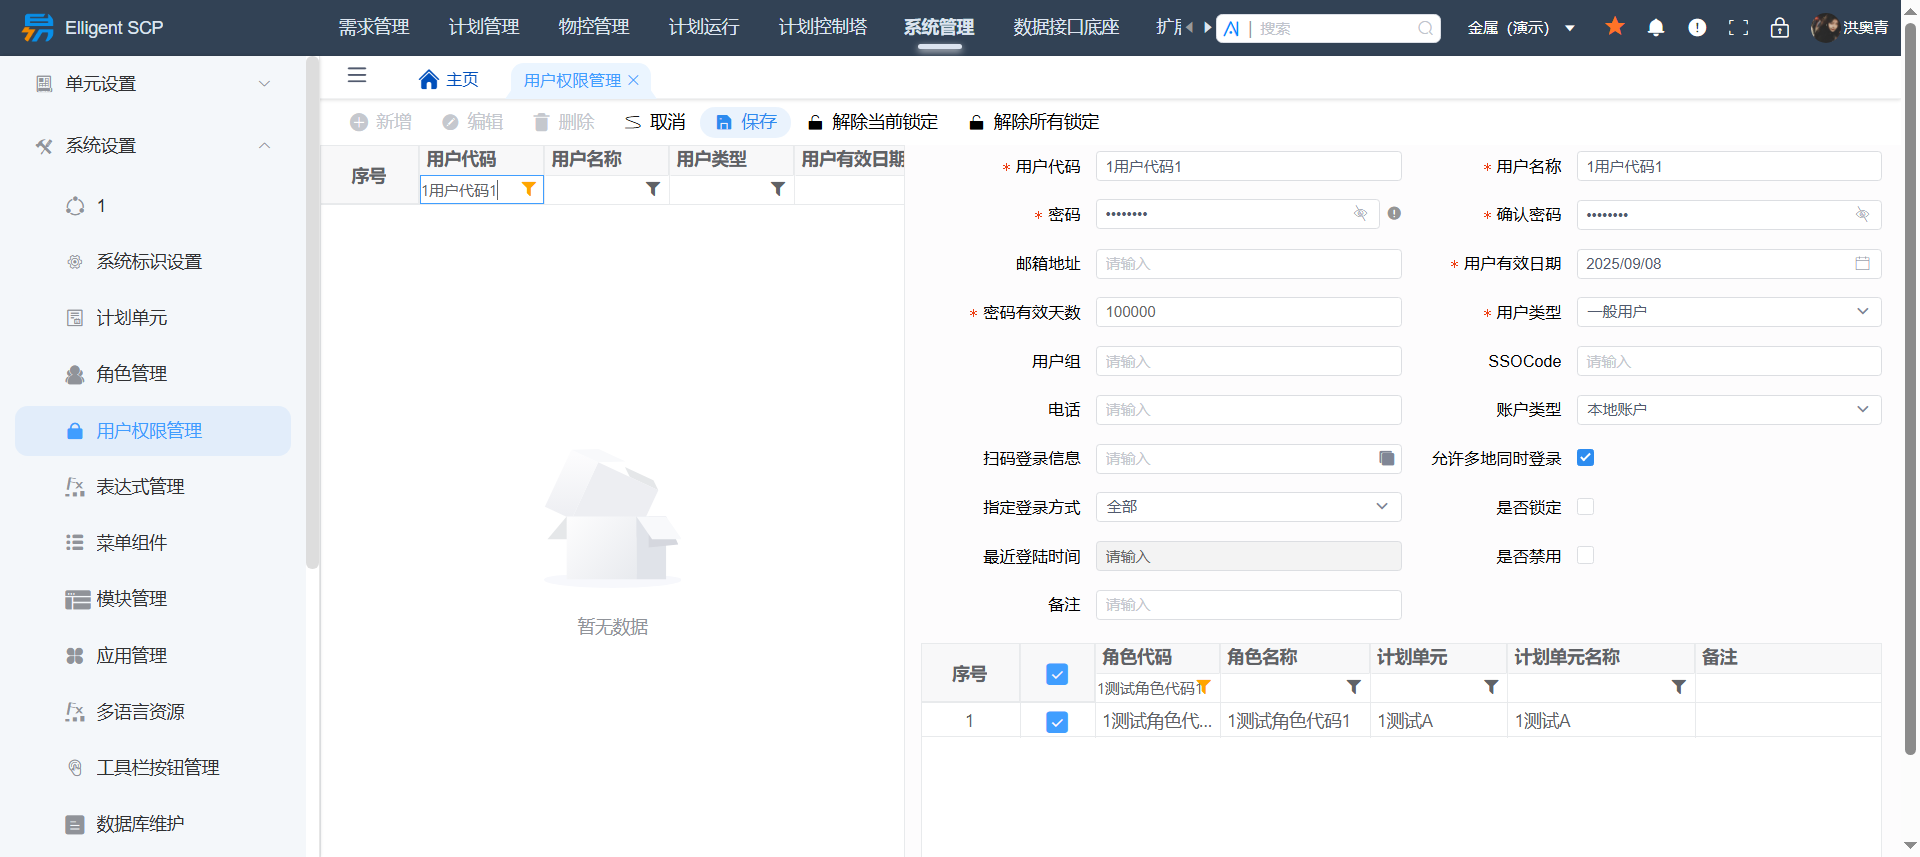 Elligent SCP
需求管理
计划管理
物控管理
计划运行
计划控制塔
系统管理
数据接口底座
搜索
金属（演示）
洪奥青
单元设置
系统设置
1
系统标识设置
计划单元
角色管理
用户权限管理
表达式管理
菜单组件
模块管理
应用管理
多语言资源
工具栏按钮管理
数据库维护
主页
用户权限管理
新增
编辑
删除
取消
保存
解除当前锁定
解除所有锁定
序号
用户代码
用户名称
用户类型
用户有效日期
1用户代码1
暂无数据
* 用户代码 1用户代码1
* 用户名称 1用户代码1
* 密码 ••••••••
* 确认密码 ••••••••
邮箱地址 请输入
* 用户有效日期 2025/09/08
* 密码有效天数 100000
* 用户类型 一般用户
用户组 请输入
SSOCode 请输入
电话 请输入
账户类型 本地账户
扫码登录信息 请输入
允许多地同时登录
指定登录方式 全部
是否锁定
最近登陆时间 请输入
是否禁用
备注 请输入
序号 角色代码 角色名称 计划单元 计划单元名称 备注
1测试角色代码1
1 1测试角色代... 1测试角色代码1 1测试A 1测试A